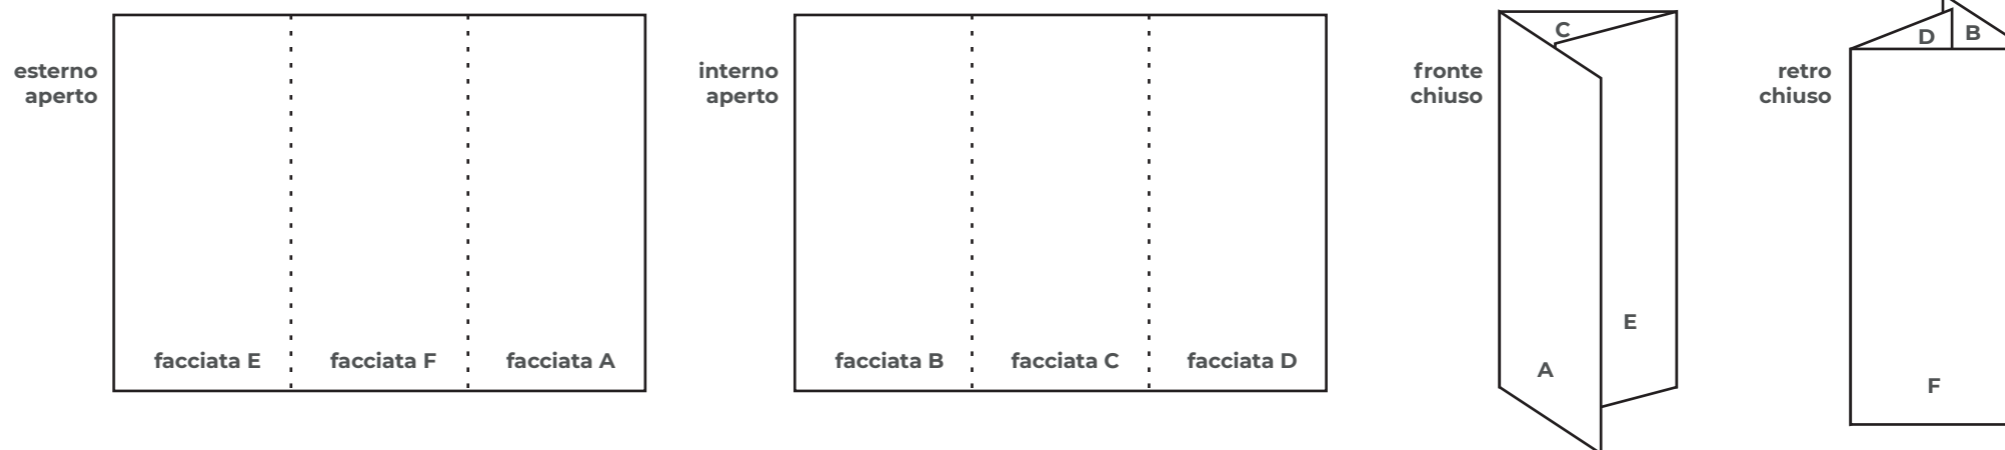 esterno
aperto
facciata E
facciata F
facciata A
interno
aperto
facciata B
facciata C
facciata D
fronte
chiuso
C
E
A
retro
chiuso
D
B
F